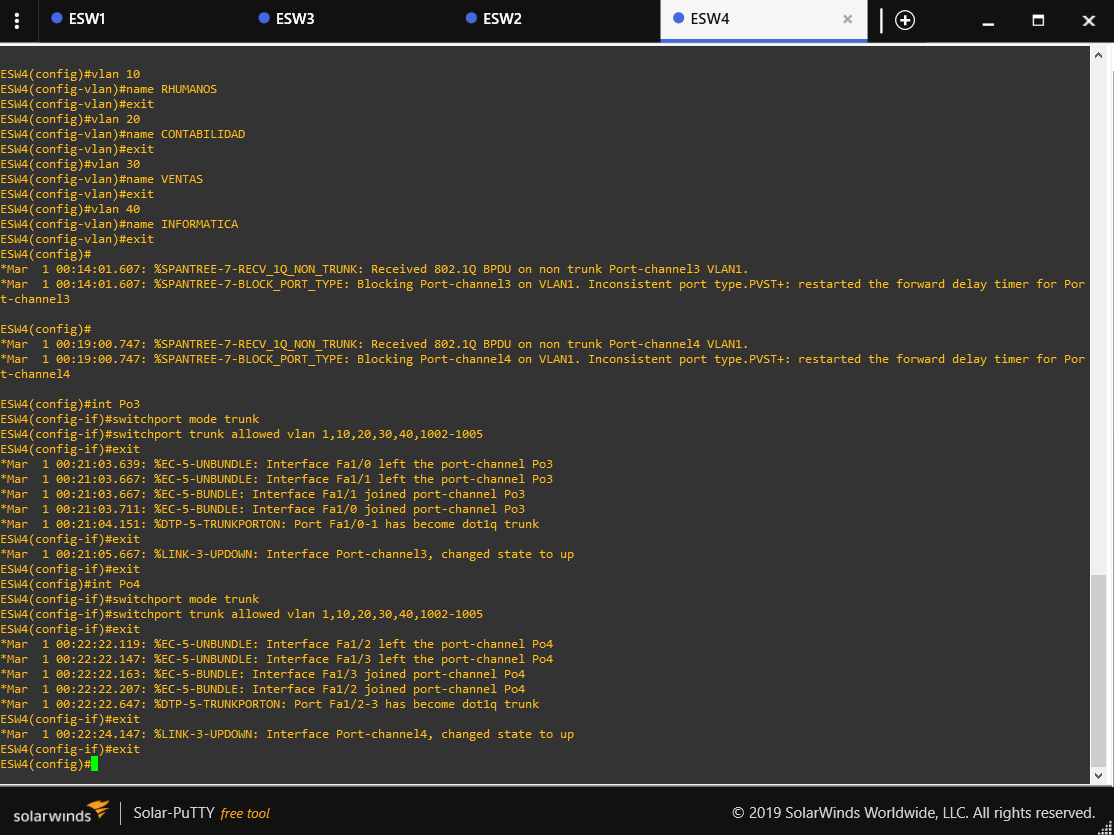 ESW1
ESW3
ESW2
ESW4
ESW4(config)#vlan 10
ESW4(config-vlan)#name RHUMANOS
ESW4(config-vlan)#exit
ESW4(config)#vlan 20
ESW4(config-vlan)#name CONTABILIDAD
ESW4(config-vlan)#exit
ESW4(config)#vlan 30
ESW4(config-vlan)#name VENTAS
ESW4(config-vlan)#exit
ESW4(config)#vlan 40
ESW4(config-vlan)#name INFORMATICA
ESW4(config-vlan)#exit
ESW4(config)#
*Mar  1 00:14:01.607: %SPANTREE-7-RECV_1Q_NON_TRUNK: Received 802.1Q BPDU on non trunk Port-channel3 VLAN1.
*Mar  1 00:14:01.607: %SPANTREE-7-BLOCK_PORT_TYPE: Blocking Port-channel3 on VLAN1. Inconsistent port type.PVST+: restarted the forward delay timer for Por
t-channel3
ESW4(config)#
*Mar  1 00:19:00.747: %SPANTREE-7-RECV_1Q_NON_TRUNK: Received 802.1Q BPDU on non trunk Port-channel4 VLAN1.
*Mar  1 00:19:00.747: %SPANTREE-7-BLOCK_PORT_TYPE: Blocking Port-channel4 on VLAN1. Inconsistent port type.PVST+: restarted the forward delay timer for Por
t-channel4
ESW4(config)#int Po3
ESW4(config-if)#switchport mode trunk
ESW4(config-if)#switchport trunk allowed vlan 1,10,20,30,40,1002-1005
ESW4(config-if)#exit
*Mar  1 00:21:03.639: %EC-5-UNBUNDLE: Interface Fa1/0 left the port-channel Po3
*Mar  1 00:21:03.667: %EC-5-UNBUNDLE: Interface Fa1/1 left the port-channel Po3
*Mar  1 00:21:03.667: %EC-5-BUNDLE: Interface Fa1/1 joined port-channel Po3
*Mar  1 00:21:03.711: %EC-5-BUNDLE: Interface Fa1/0 joined port-channel Po3
*Mar  1 00:21:04.151: %DTP-5-TRUNKPORTON: Port Fa1/0-1 has become dot1q trunk
ESW4(config-if)#exit
*Mar  1 00:21:05.667: %LINK-3-UPDOWN: Interface Port-channel3, changed state to up
ESW4(config-if)#exit
ESW4(config)#int Po4
ESW4(config-if)#switchport mode trunk
ESW4(config-if)#switchport trunk allowed vlan 1,10,20,30,40,1002-1005
ESW4(config-if)#exit
*Mar  1 00:22:22.119: %EC-5-UNBUNDLE: Interface Fa1/2 left the port-channel Po4
*Mar  1 00:22:22.147: %EC-5-UNBUNDLE: Interface Fa1/3 left the port-channel Po4
*Mar  1 00:22:22.163: %EC-5-BUNDLE: Interface Fa1/3 joined port-channel Po4
*Mar  1 00:22:22.207: %EC-5-BUNDLE: Interface Fa1/2 joined port-channel Po4
*Mar  1 00:22:22.647: %DTP-5-TRUNKPORTON: Port Fa1/2-3 has become dot1q trunk
ESW4(config-if)#exit
*Mar  1 00:22:24.147: %LINK-3-UPDOWN: Interface Port-channel4, changed state to up
ESW4(config-if)#exit
ESW4(config)#
solarwinds
Solar-PuTTY free tool
© 2019 SolarWinds Worldwide, LLC. All rights reserved.